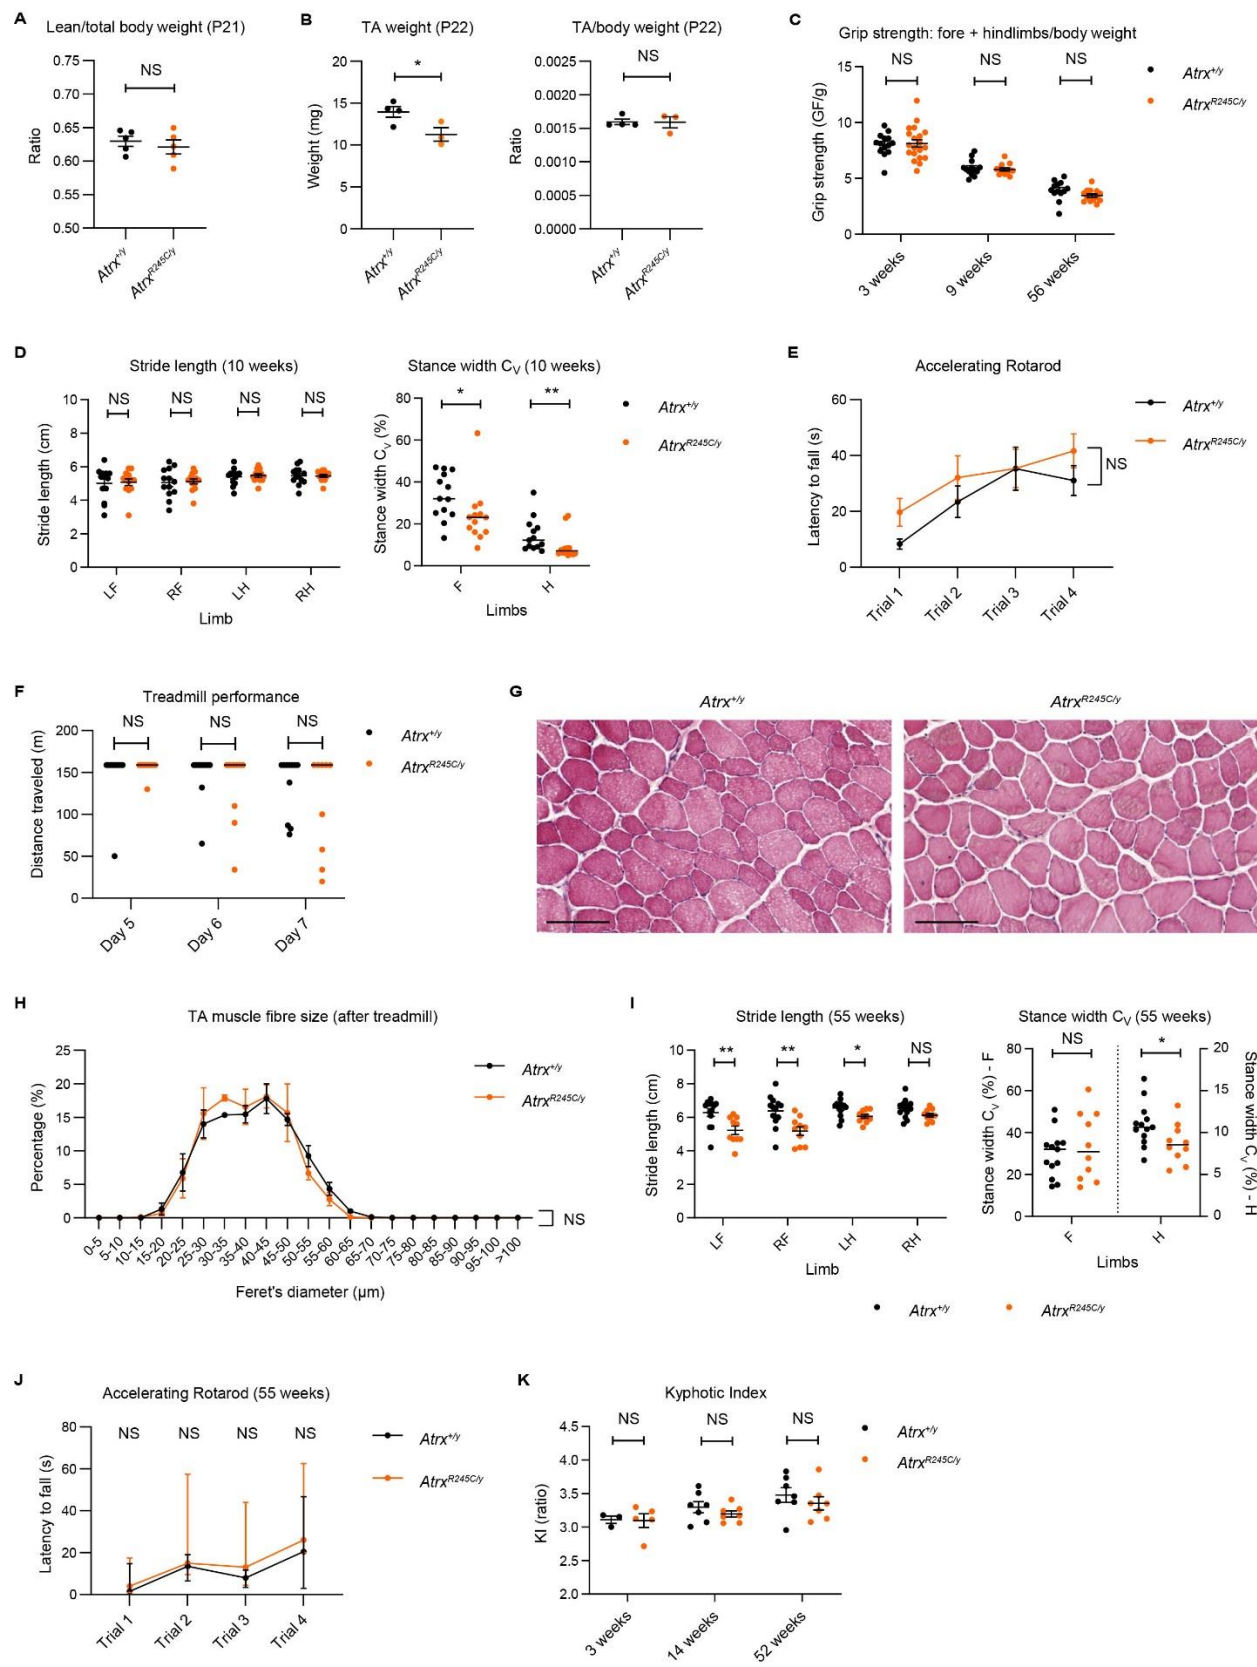 A
Lean/total body weight (P21)
NS
0.75
0.70
0.65
0.60
0.55
0.50
Ratio
Atrx+/y
AtrxR245C/y
B
TA weight (P22)
*
20
15
10
5
0
Weight (mg)
Atrx+/y
AtrxR245C/y
TA/body weight (P22)
NS
0.0025
0.0020
0.0015
0.0010
0.0005
0.0000
Ratio
Atrx+/y
AtrxR245C/y
C
Grip strength: fore + hindlimbs/body weight
NS NS NS
15
10
5
0
Grip strength (GF/g)
3 weeks
9 weeks
56 weeks
Atrx+/y
AtrxR245C/y
D
Stride length (10 weeks)
NS NS NS NS
10
8
6
4
2
0
Stride length (cm)
LF RF LH RH
Limb
Stance width CV (10 weeks)
* **
80
60
40
20
0
Stance width CV (%)
F H
Limbs
Atrx+/y
AtrxR245C/y
E
Accelerating Rotarod
60
40
20
0
Latency to fall (s)
Trial 1
Trial 2
Trial 3
Trial 4
NS
Atrx+/y
AtrxR245C/y
F
Treadmill performance
NS NS NS
200
150
100
50
0
Distance traveled (m)
Day 5
Day 6
Day 7
Atrx+/y
AtrxR245C/y
G
Atrx+/y
AtrxR245C/y
H
TA muscle fibre size (after treadmill)
25
20
15
10
5
0
Percentage (%)
NS
Atrx+/y
AtrxR245C/y
0-5
5-10
10-15
15-20
20-25
25-30
30-35
35-40
40-45
45-50
50-55
55-60
60-65
65-70
70-75
75-80
80-85
85-90
90-95
95-100
>100
Feret's diameter (µm)
I
Stride length (55 weeks)
** ** * NS
10
8
6
4
2
0
Stride length (cm)
LF RF LH RH
Limb
Stance width CV (55 weeks)
NS *
80
60
40
20
0
Stance width CV (%) - F
20
15
10
5
0
Stance width CV (%) - H
F H
Limbs
Atrx+/y
AtrxR245C/y
J
Accelerating Rotarod (55 weeks)
NS NS NS NS
80
60
40
20
0
Latency to fall (s)
Trial 1
Trial 2
Trial 3
Trial 4
Atrx+/y
AtrxR245C/y
K
Kyphotic Index
NS NS NS
4.5
4.0
3.5
3.0
2.5
2.0
KI (ratio)
3 weeks
14 weeks
52 weeks
Atrx+/y
AtrxR245C/y